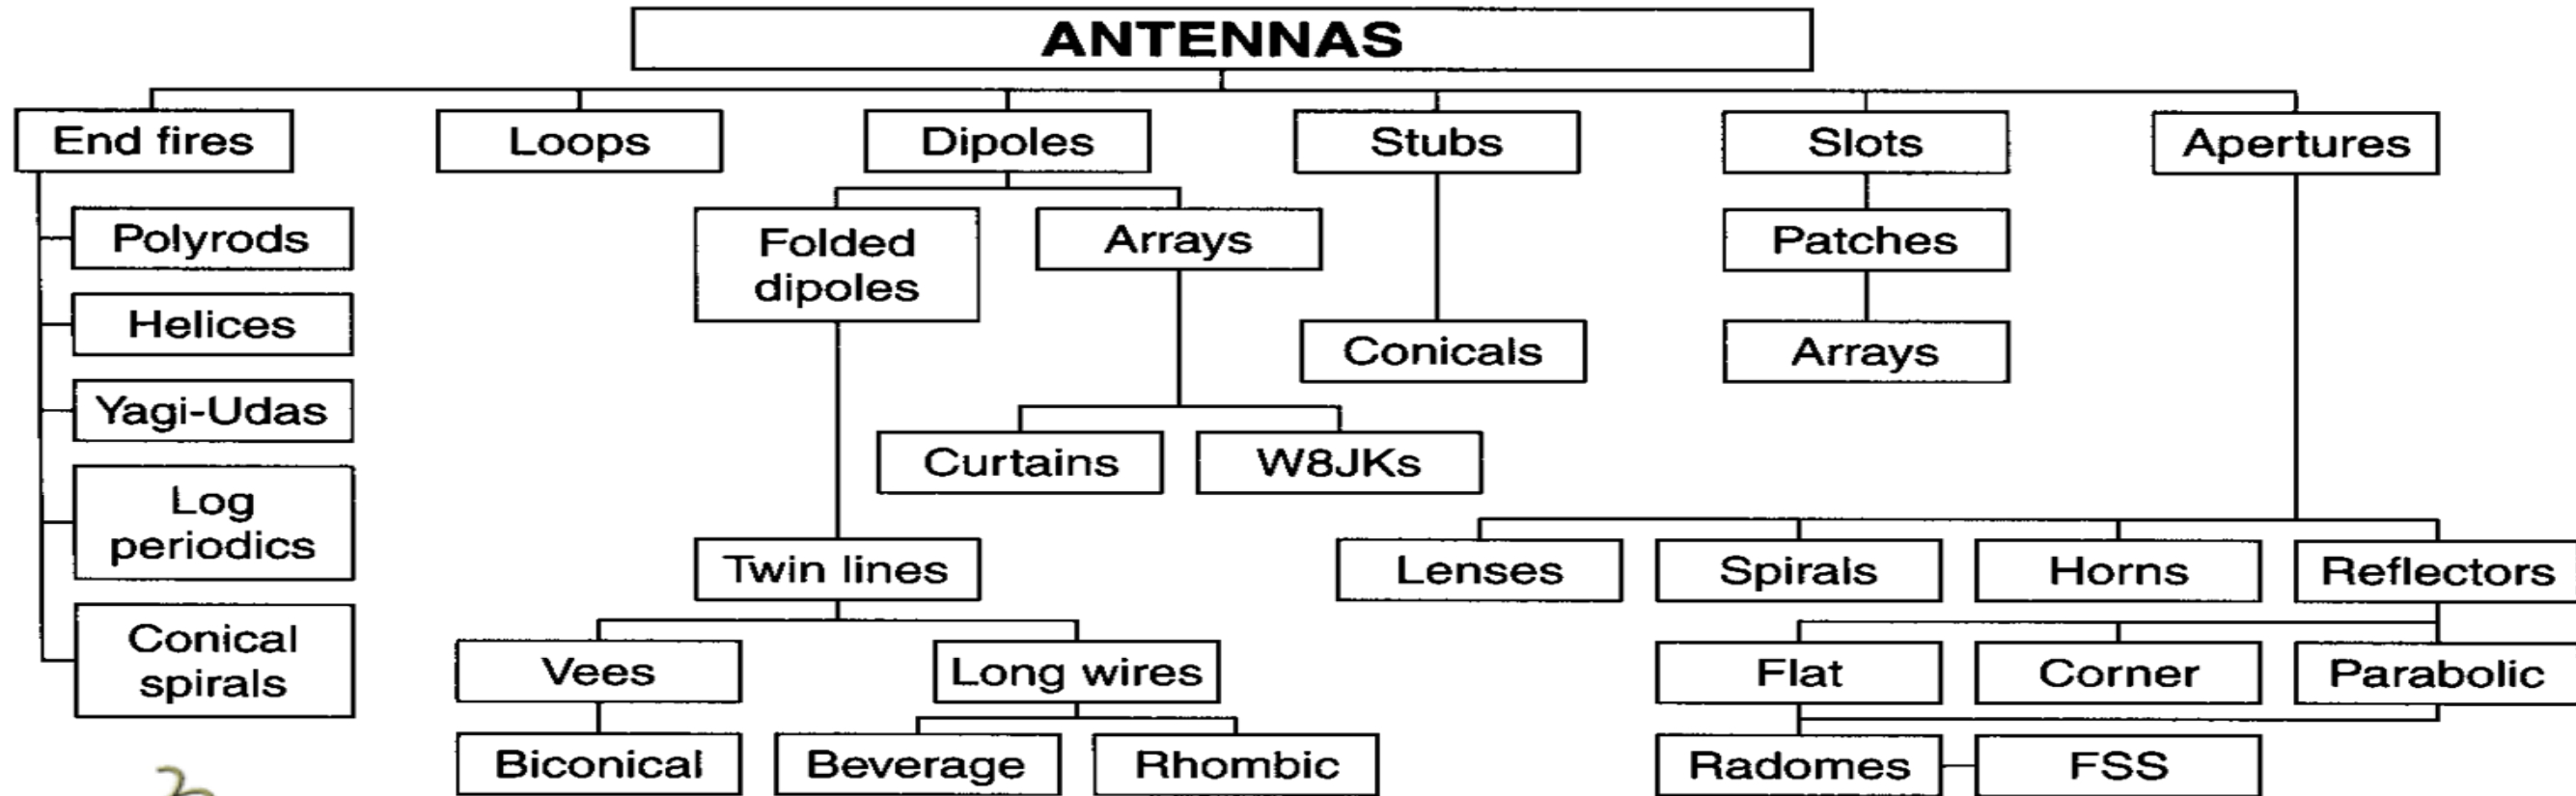 ANTENNAS
End fires
Loops
Dipoles
Stubs
Slots
Apertures
Polyrods
Helices
Yagi-Udas
Log
periodics
Conical
spirals
Folded
dipoles
Arrays
Conicals
Patches
Arrays
Curtains
W8JKs
Twin lines
Lenses
Spirals
Horns
Reflectors
Vees
Long wires
Flat
Corner
Parabolic
Biconical
Beverage
Rhombic
Radomes
FSS